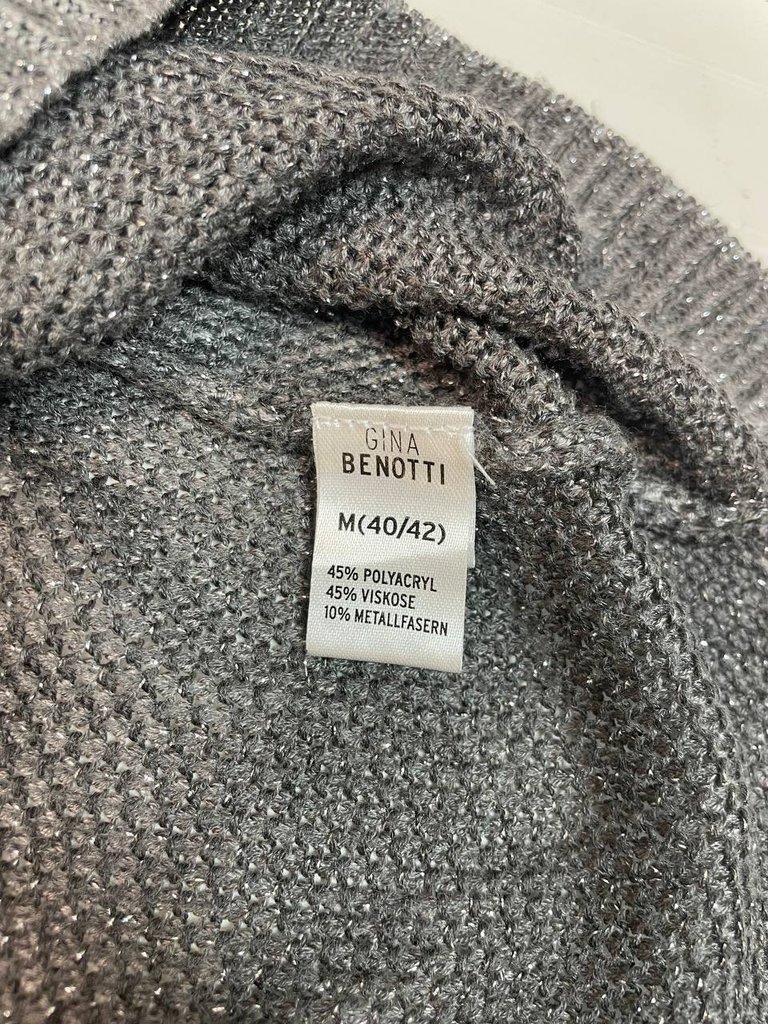 GINA
BENOTTI
M(40/42)
45% POLYACRYL
45% VISKOSE
10% METALLFASERN